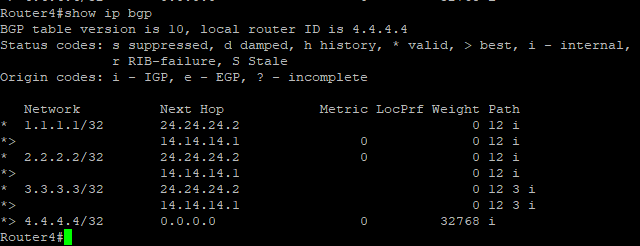 Router4#show ip bgp
BGP table version is 10, local router ID is 4.4.4.4
Status codes: s suppressed, d damped, h history, * valid, > best, i - internal,
              r RIB-failure, S Stale
Origin codes: i - IGP, e - EGP, ? - incomplete

   Network          Next Hop            Metric LocPrf Weight Path
*  1.1.1.1/32       24.24.24.2                             0 12 i
*>                  14.14.14.1               0             0 12 i
*  2.2.2.2/32       24.24.24.2               0             0 12 i
*>                  14.14.14.1                             0 12 i
*  3.3.3.3/32       24.24.24.2                             0 12 3 i
*>                  14.14.14.1                             0 12 3 i
*> 4.4.4.4/32       0.0.0.0                  0         32768 i
Router4#